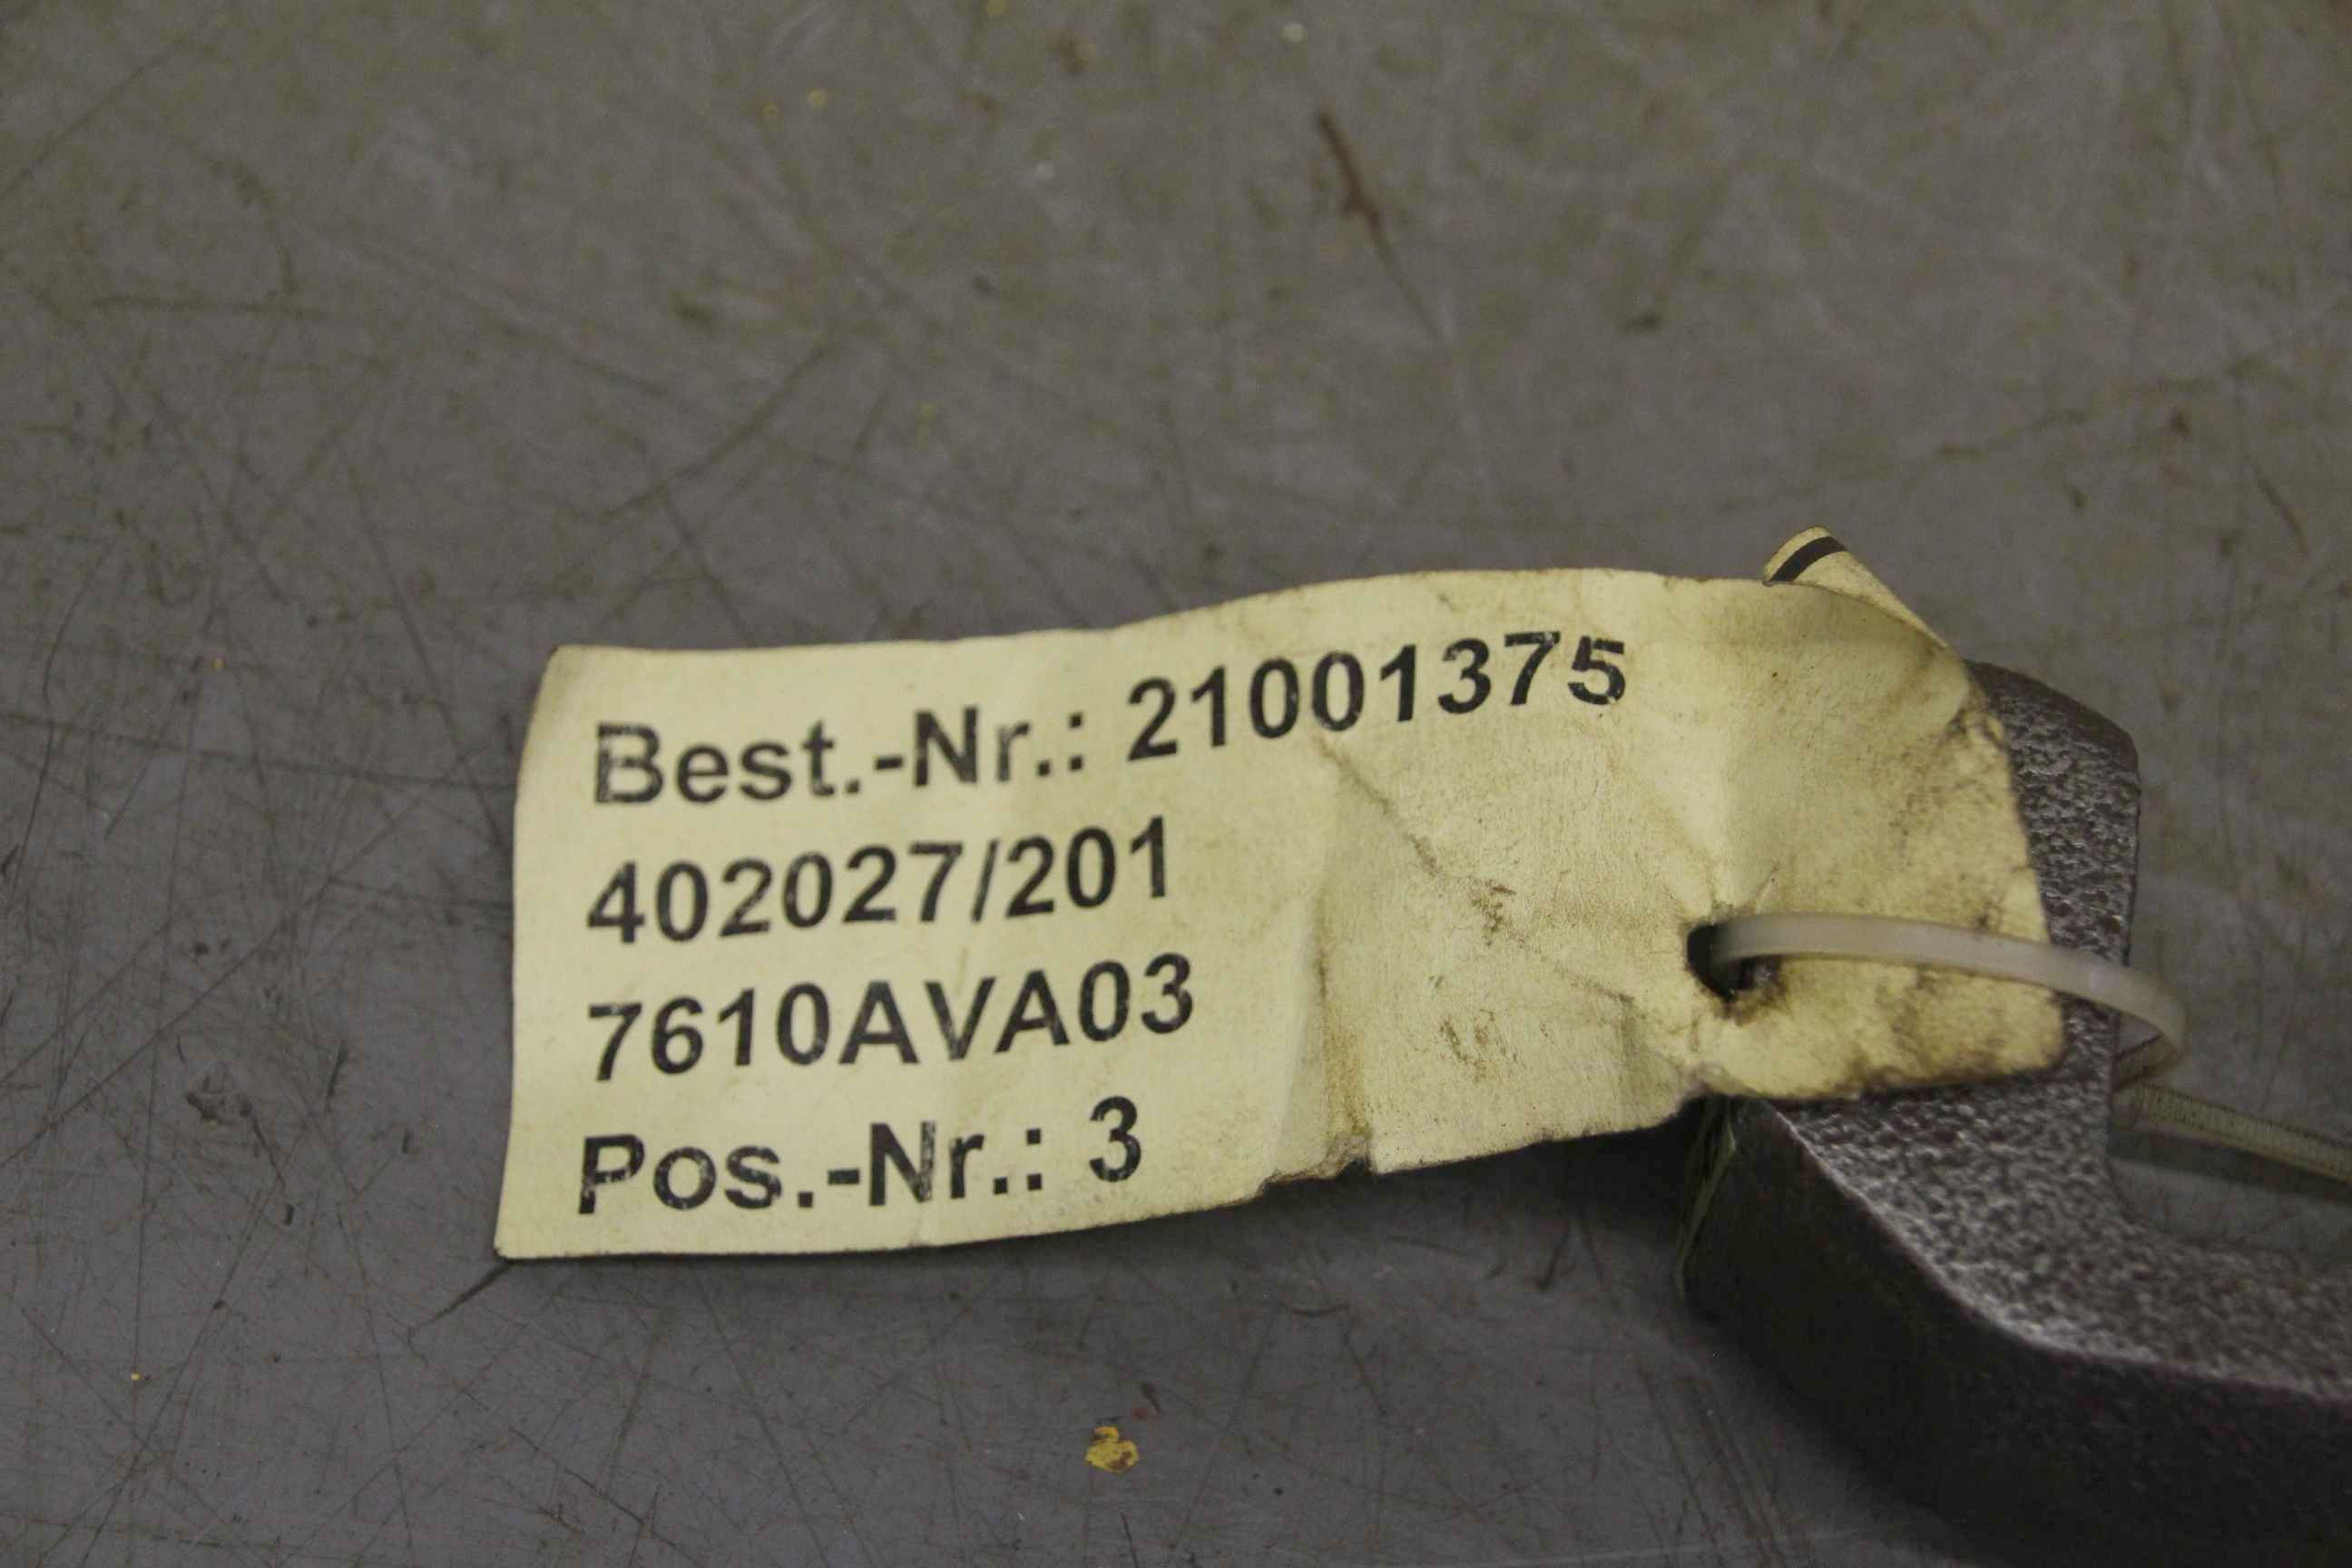 Best.-Nr.: 21001375
402027/201
7610AVA03
Pos.-Nr.: 3